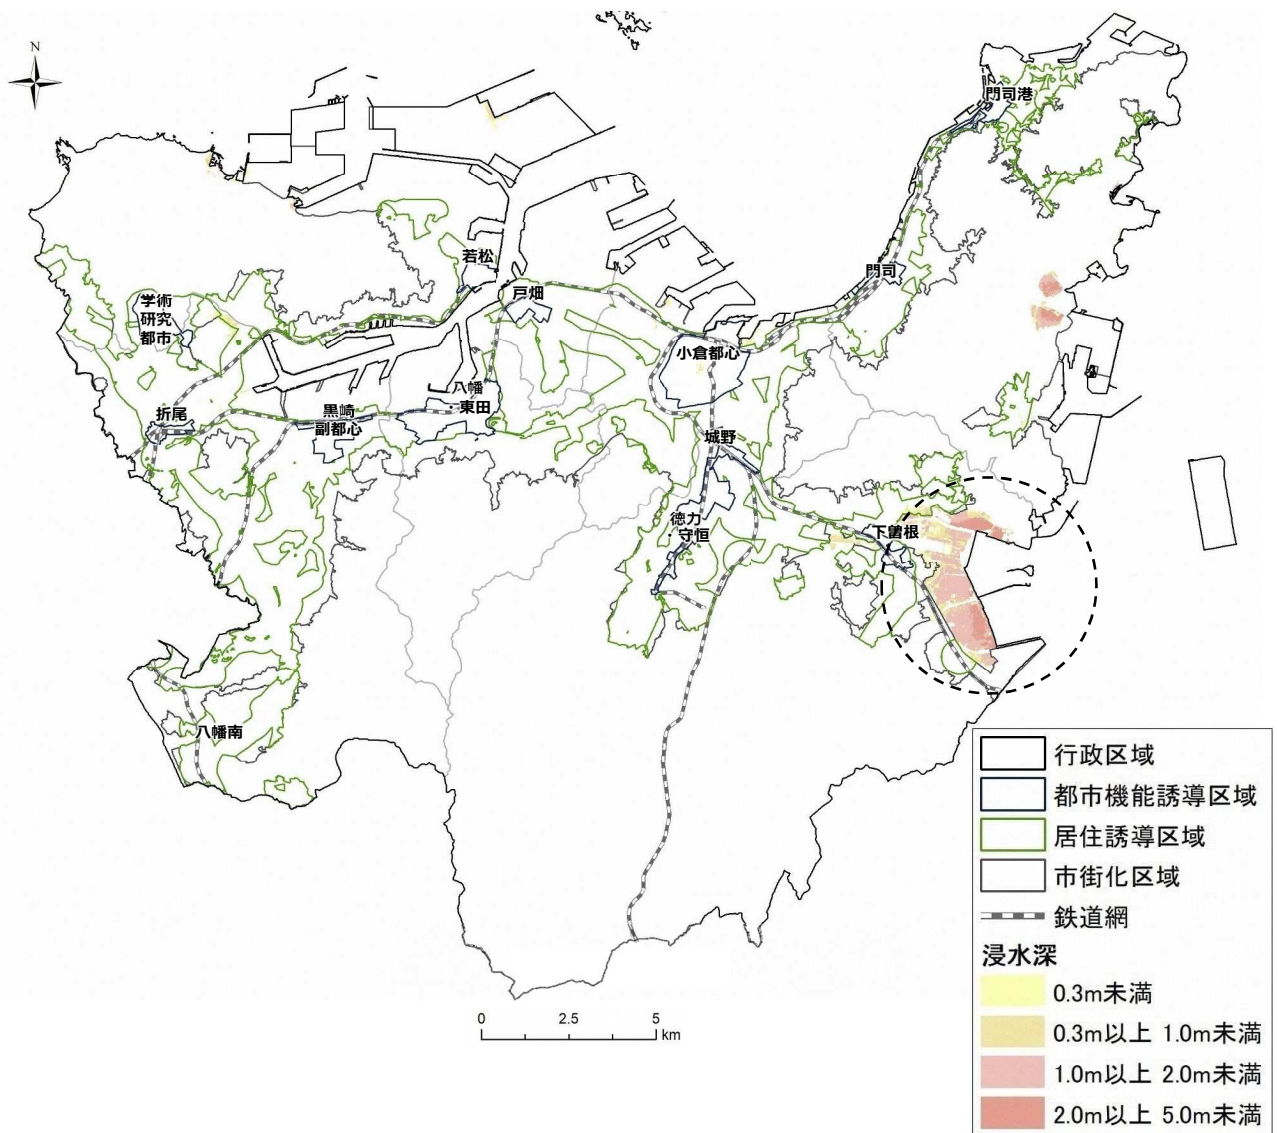 N
門司港
若松
門司
戸畑
学術
研究
都市
小倉都心
八幡
・東田
折尾
黒崎
副都心
城野
徳力
・守恒
下曽根
八幡南
0 2.5 5
km
行政区域
都市機能誘導区域
居住誘導区域
市街化区域
鉄道網
浸水深
0.3m未満
0.3m以上 1.0m未満
1.0m以上 2.0m未満
2.0m以上 5.0m未満